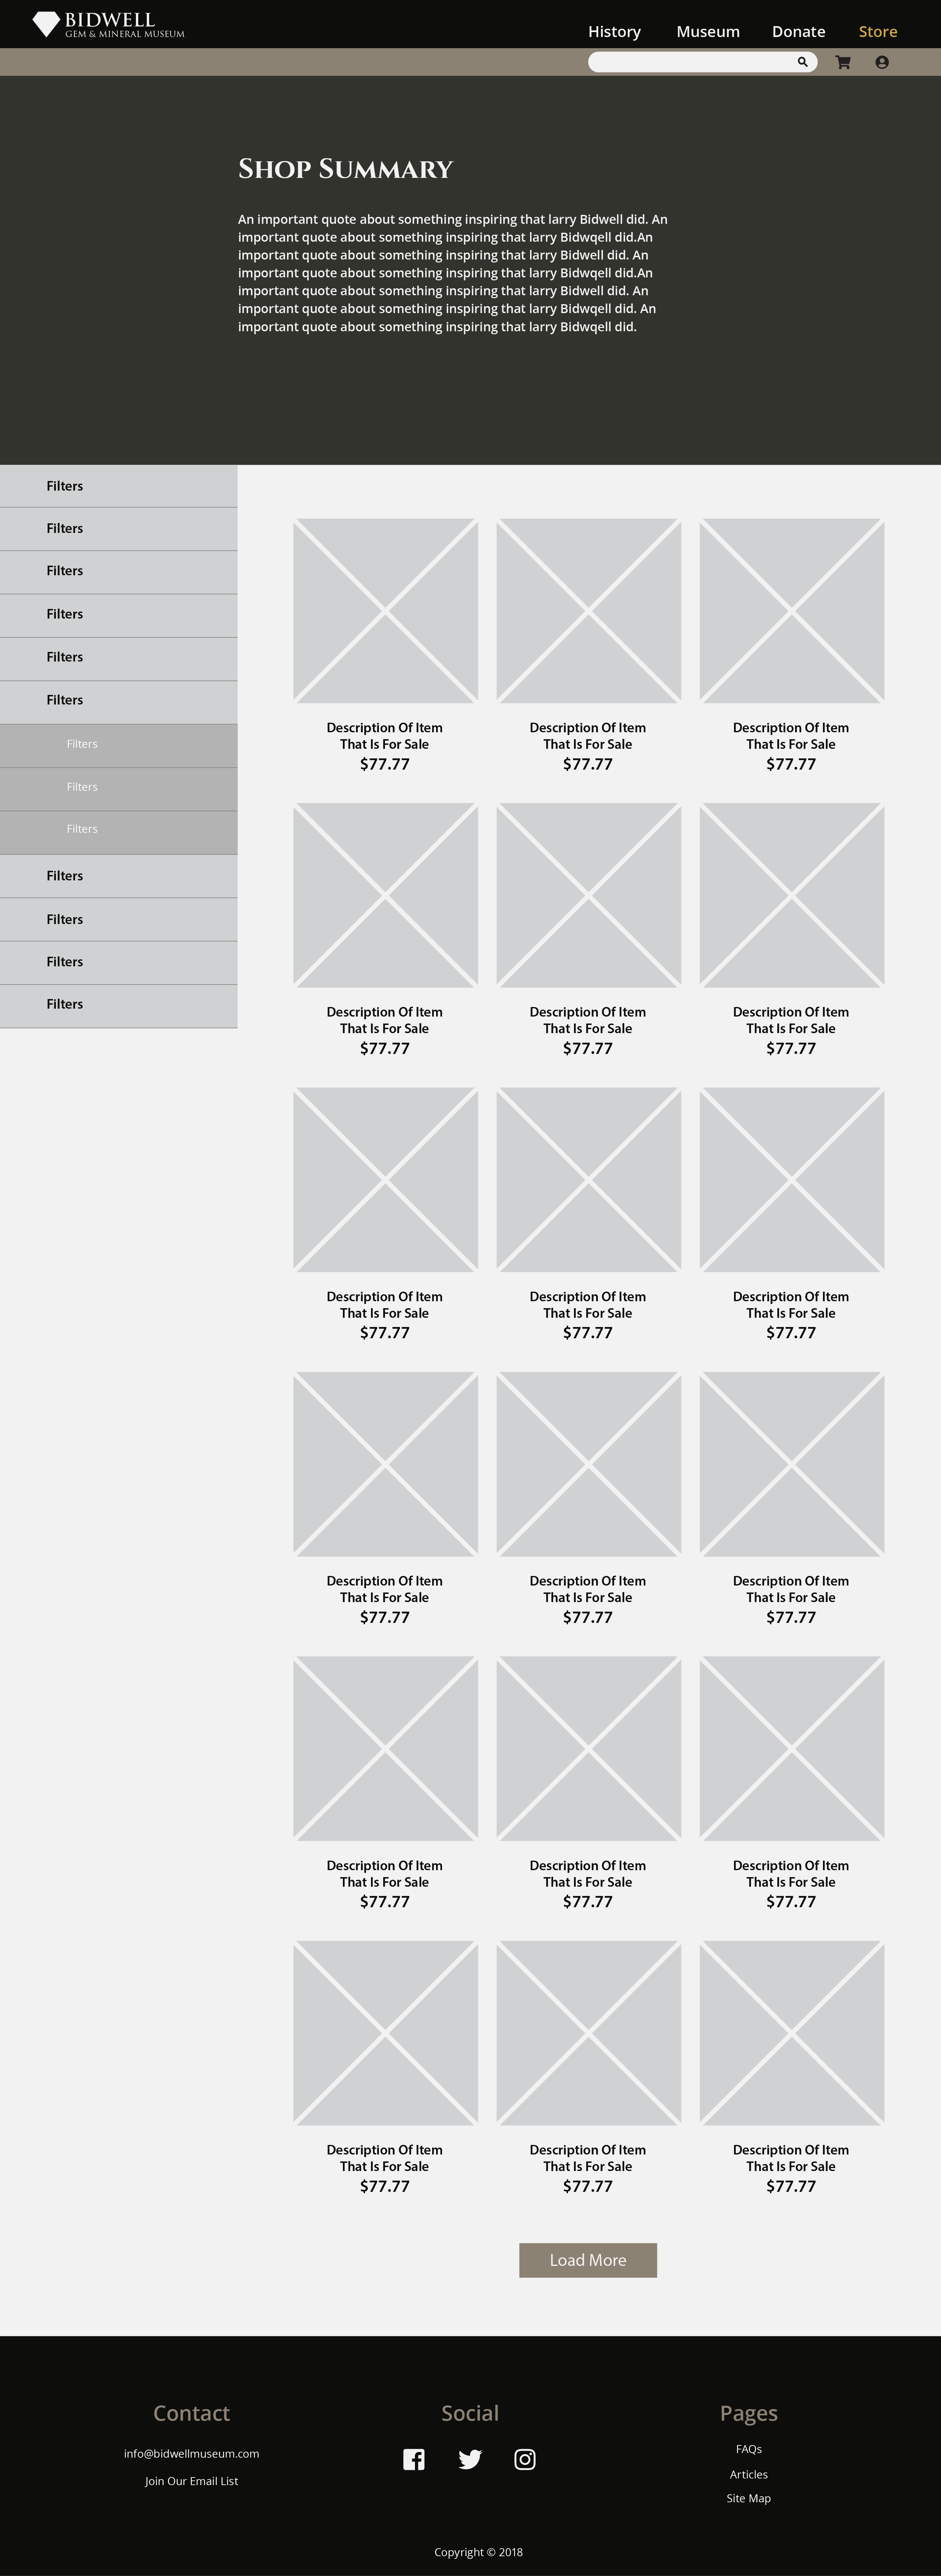 BIDWELL
GEM & MINERAL MUSEUM
History Museum Donate Store
Shop Summary
An important quote about something inspiring that larry Bidwell did. An
important quote about something inspiring that larry Bidwqell did.An
important quote about something inspiring that larry Bidwell did. An
important quote about something inspiring that larry Bidwqell did.An
important quote about something inspiring that larry Bidwell did. An
important quote about something inspiring that larry Bidwqell did. An
important quote about something inspiring that larry Bidwqell did.
Filters
Filters
Filters
Filters
Filters
Filters
Filters
Filters
Filters
Filters
Filters
Filters
Filters
Description Of Item
That Is For Sale
$77.77
Description Of Item
That Is For Sale
$77.77
Description Of Item
That Is For Sale
$77.77
Description Of Item
That Is For Sale
$77.77
Description Of Item
That Is For Sale
$77.77
Description Of Item
That Is For Sale
$77.77
Description Of Item
That Is For Sale
$77.77
Description Of Item
That Is For Sale
$77.77
Description Of Item
That Is For Sale
$77.77
Description Of Item
That Is For Sale
$77.77
Description Of Item
That Is For Sale
$77.77
Description Of Item
That Is For Sale
$77.77
Description Of Item
That Is For Sale
$77.77
Description Of Item
That Is For Sale
$77.77
Description Of Item
That Is For Sale
$77.77
Description Of Item
That Is For Sale
$77.77
Description Of Item
That Is For Sale
$77.77
Description Of Item
That Is For Sale
$77.77
Load More
Contact
info@bidwellmuseum.com
Join Our Email List
Social
Pages
FAQs
Articles
Site Map
Copyright © 2018